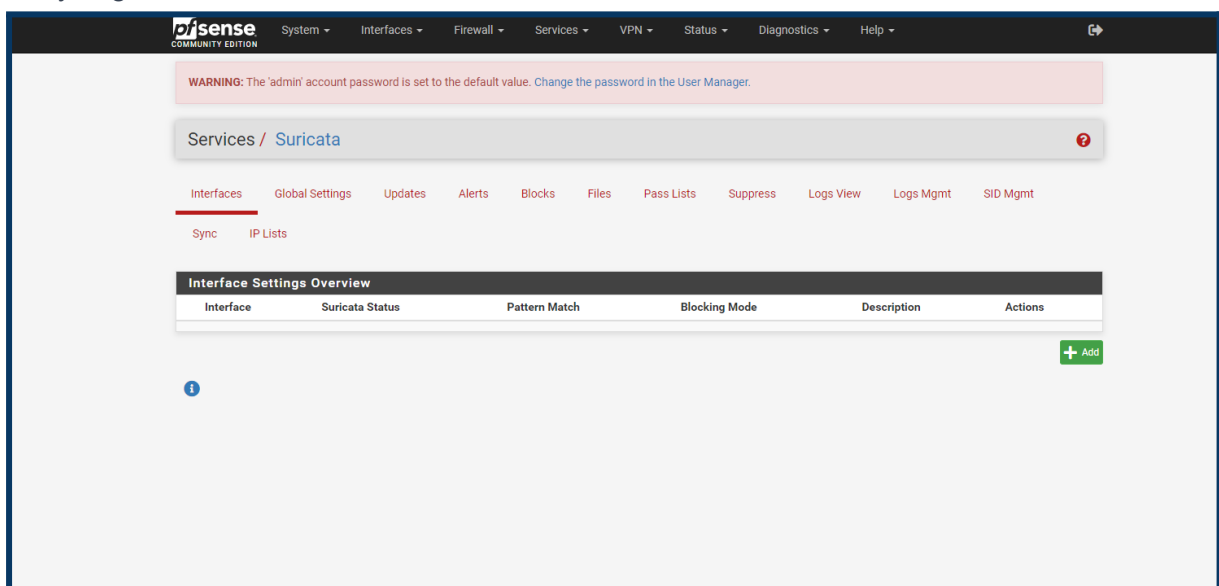 pfsense System Interfaces Firewall Services VPN Status Diagnostics Help
COMMUNITY EDITION
WARNING: The 'admin' account password is set to the default value. Change the password in the User Manager.
Services / Suricata
Interfaces Global Settings Updates Alerts Blocks Files Pass Lists Suppress Logs View Logs Mgmt SID Mgmt
Sync IP Lists
Interface Settings Overview
Interface Suricata Status Pattern Match Blocking Mode Description Actions
Add